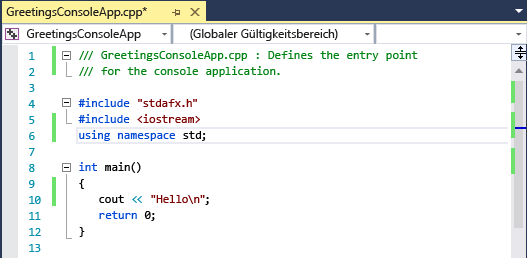 GreetingsConsoleApp.cpp*
GreetingsConsoleApp (Globaler Gültigkeitsbereich)
1 /// GreetingsConsoleApp.cpp : Defines the entry point
2 /// for the console application.
3
4 #include "stdafx.h"
5 #include <iostream>
6 using namespace std;
7
8 int main()
9 {
10 cout << "Hello\n";
11 return 0;
12 }
13